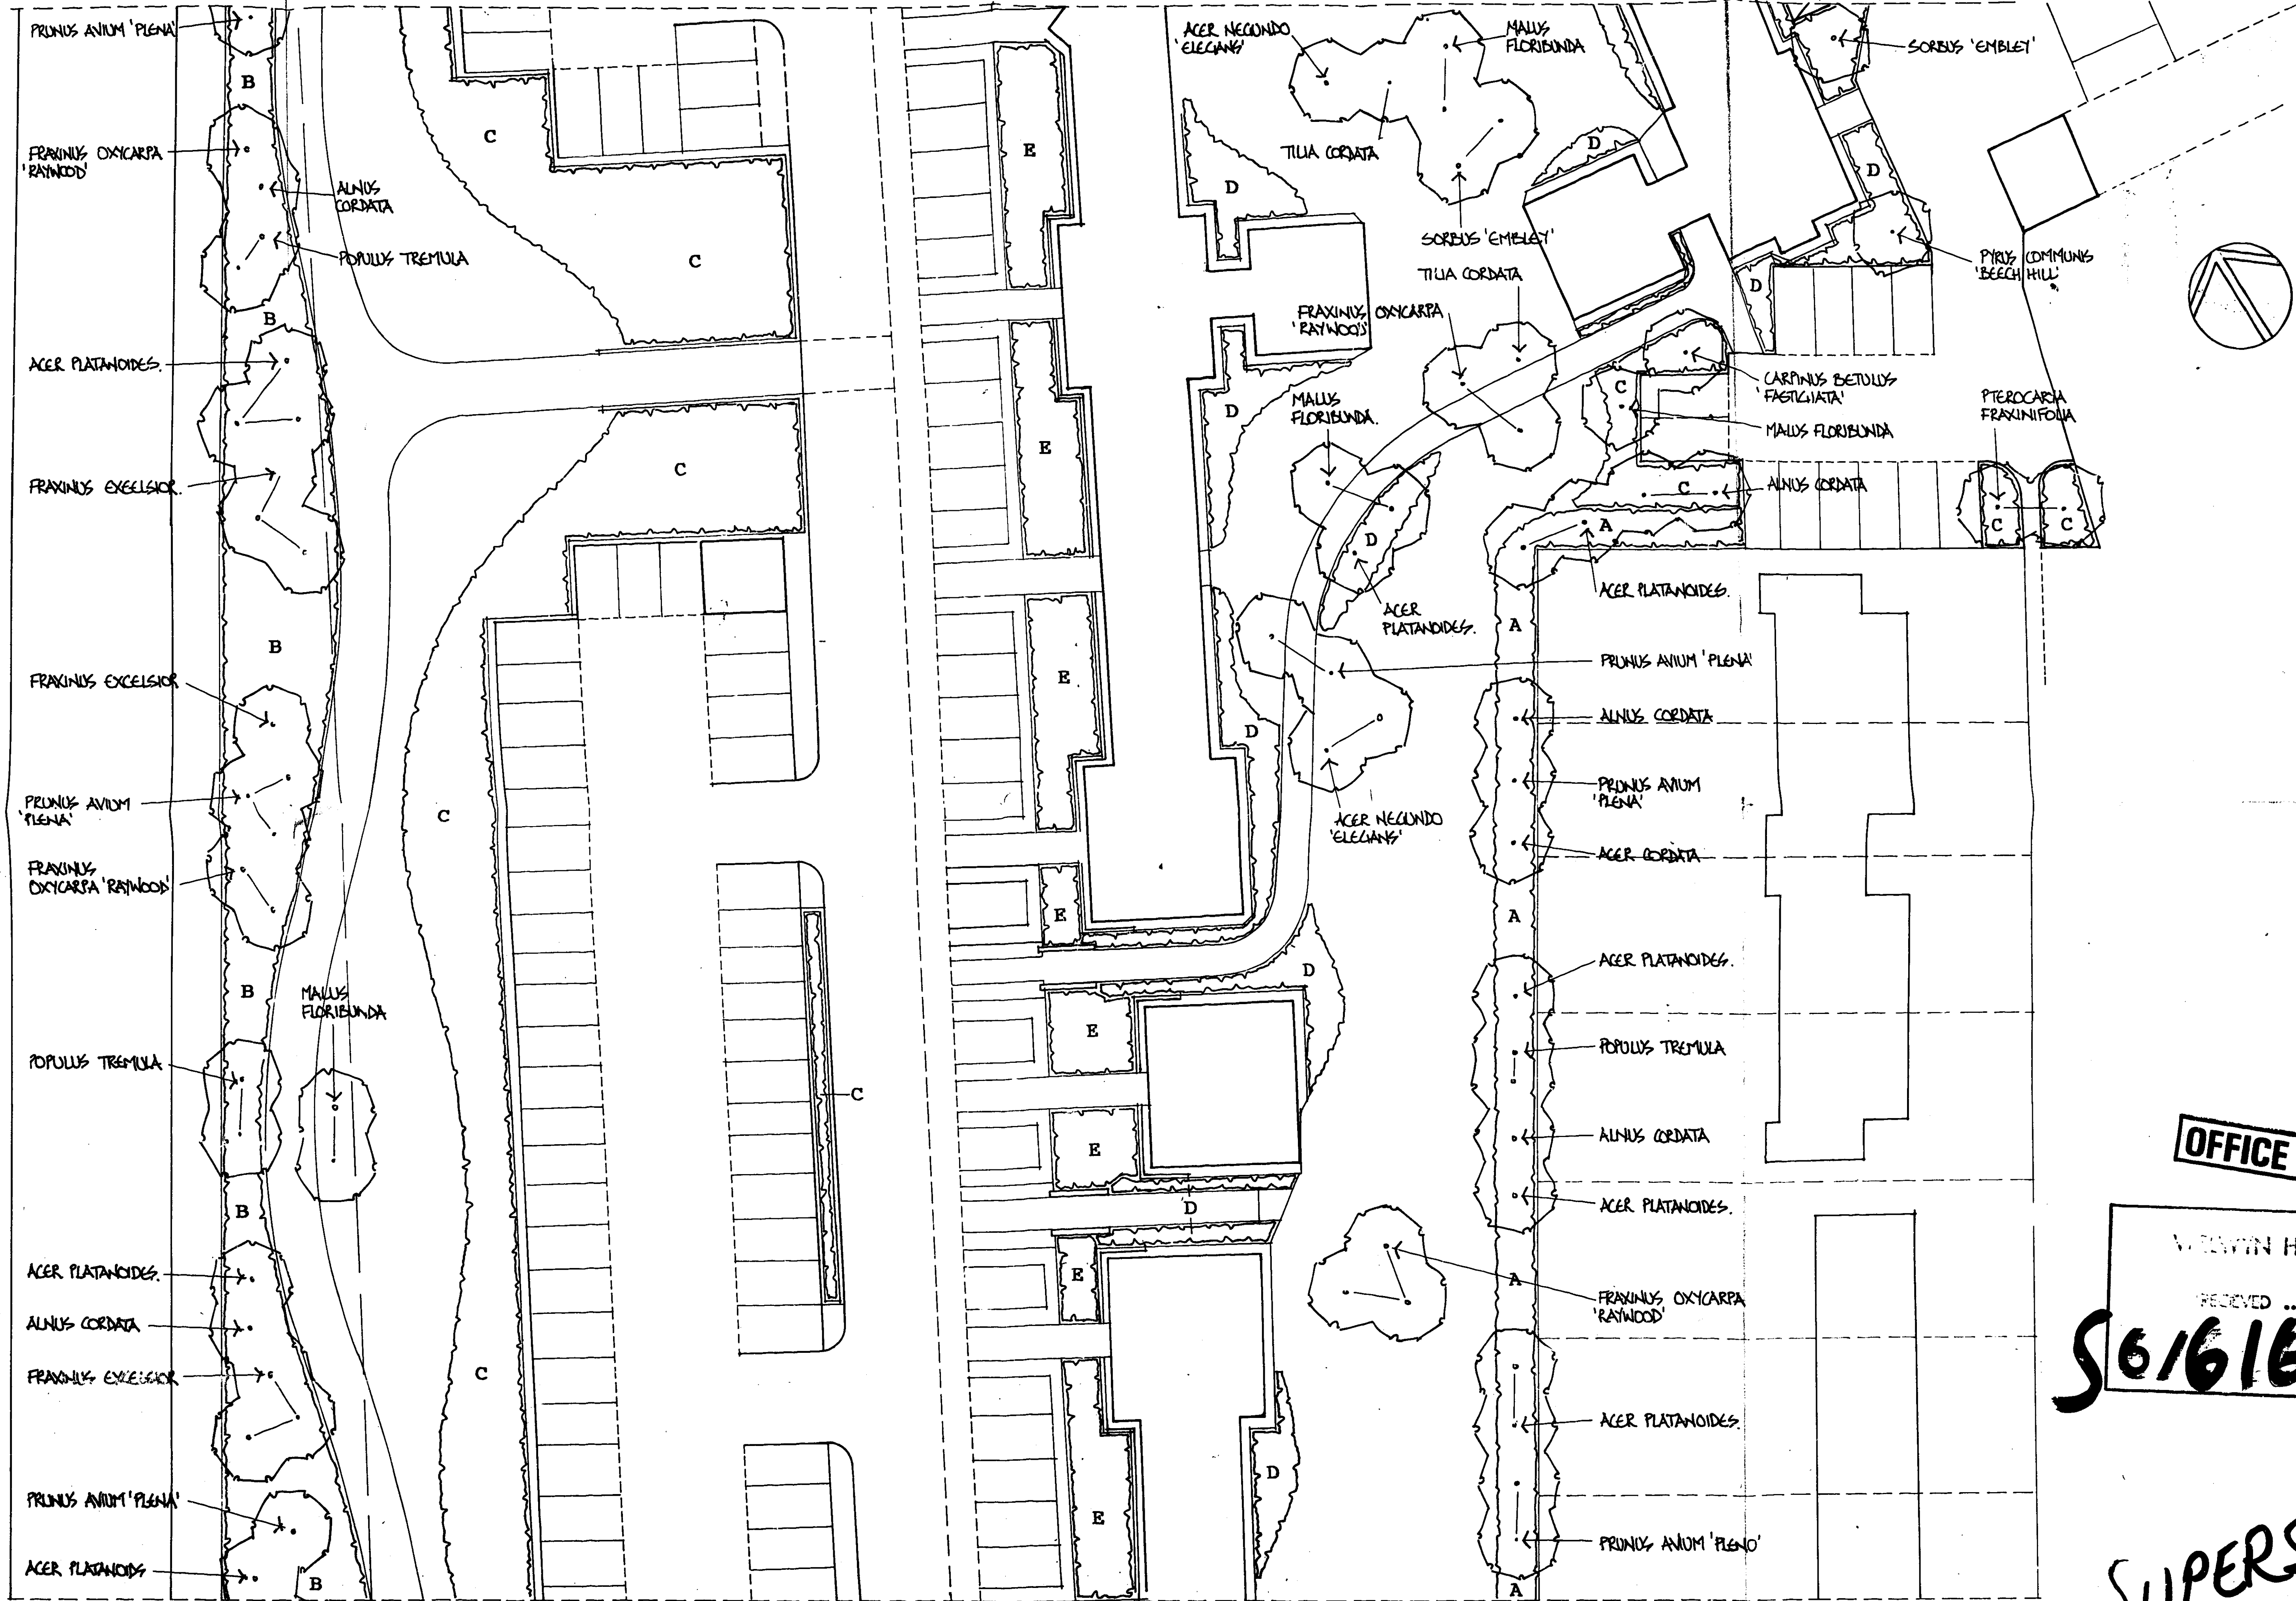 PRUNUS AVIUM 'PLENA'
B
FRAXINUS OXYCARPA
'RAYWOOD'
ALNUS
CORDATA
POPULUS TREMULA
B
ACER PLATANOIDES.
FRAXINUS EXCELSIOR.
B
FRAXINUS EXCELSIOR
PRUNUS AVIUM
'PLENA'
FRAXINUS
OXYCARPA 'RAYWOOD'
B
MALUS
FLORIBUNDA
POPULUS TREMULA
B
ACER PLATANOIDES.
ALNUS CORDATA
FRAXINUS EXCELSIOR
PRUNUS AVIUM 'PLENA'
ACER PLATANOIDS
B
C
C
C
C
C
C
E
E
E
E
E
E
E
E
ACER NEGUNDO
'ELEGANS'
MALUS
FLORIBUNDA
TILIA CORDATA
D
D
SORBUS 'EMBLEY'
TILIA CORDATA
FRAXINUS OXYCARPA
'RAYWOOD'
MALUS
FLORIBUNDA.
D
D
ACER
PLATANOIDES.
D
ACER NEGUNDO
'ELEGANS'
D
D
D
SORBUS 'EMBLEY'
D
PYRUS COMMUNIS
'BEECH HILL'
D
CARPINUS BETULUS
'FASTIGIATA'
C
MALUS FLORIBUNDA
PTEROCARYA
FRAXINIFOLIA
C
ALNUS CORDATA
C
C
A
ACER PLATANOIDES.
A
PRUNUS AVIUM 'PLENA'
ALNUS CORDATA
PRUNUS AVIUM
'PLENA'
ACER CORDATA
A
ACER PLATANOIDES.
POPULUS TREMULA
ALNUS CORDATA
ACER PLATANOIDES.
A
FRAXINUS OXYCARPA
'RAYWOOD'
ACER PLATANOIDES.
PRUNUS AVIUM 'PLENO'
A
OFFICE
WELWYN H
RECEIVED ..
S6/616
SUPERS